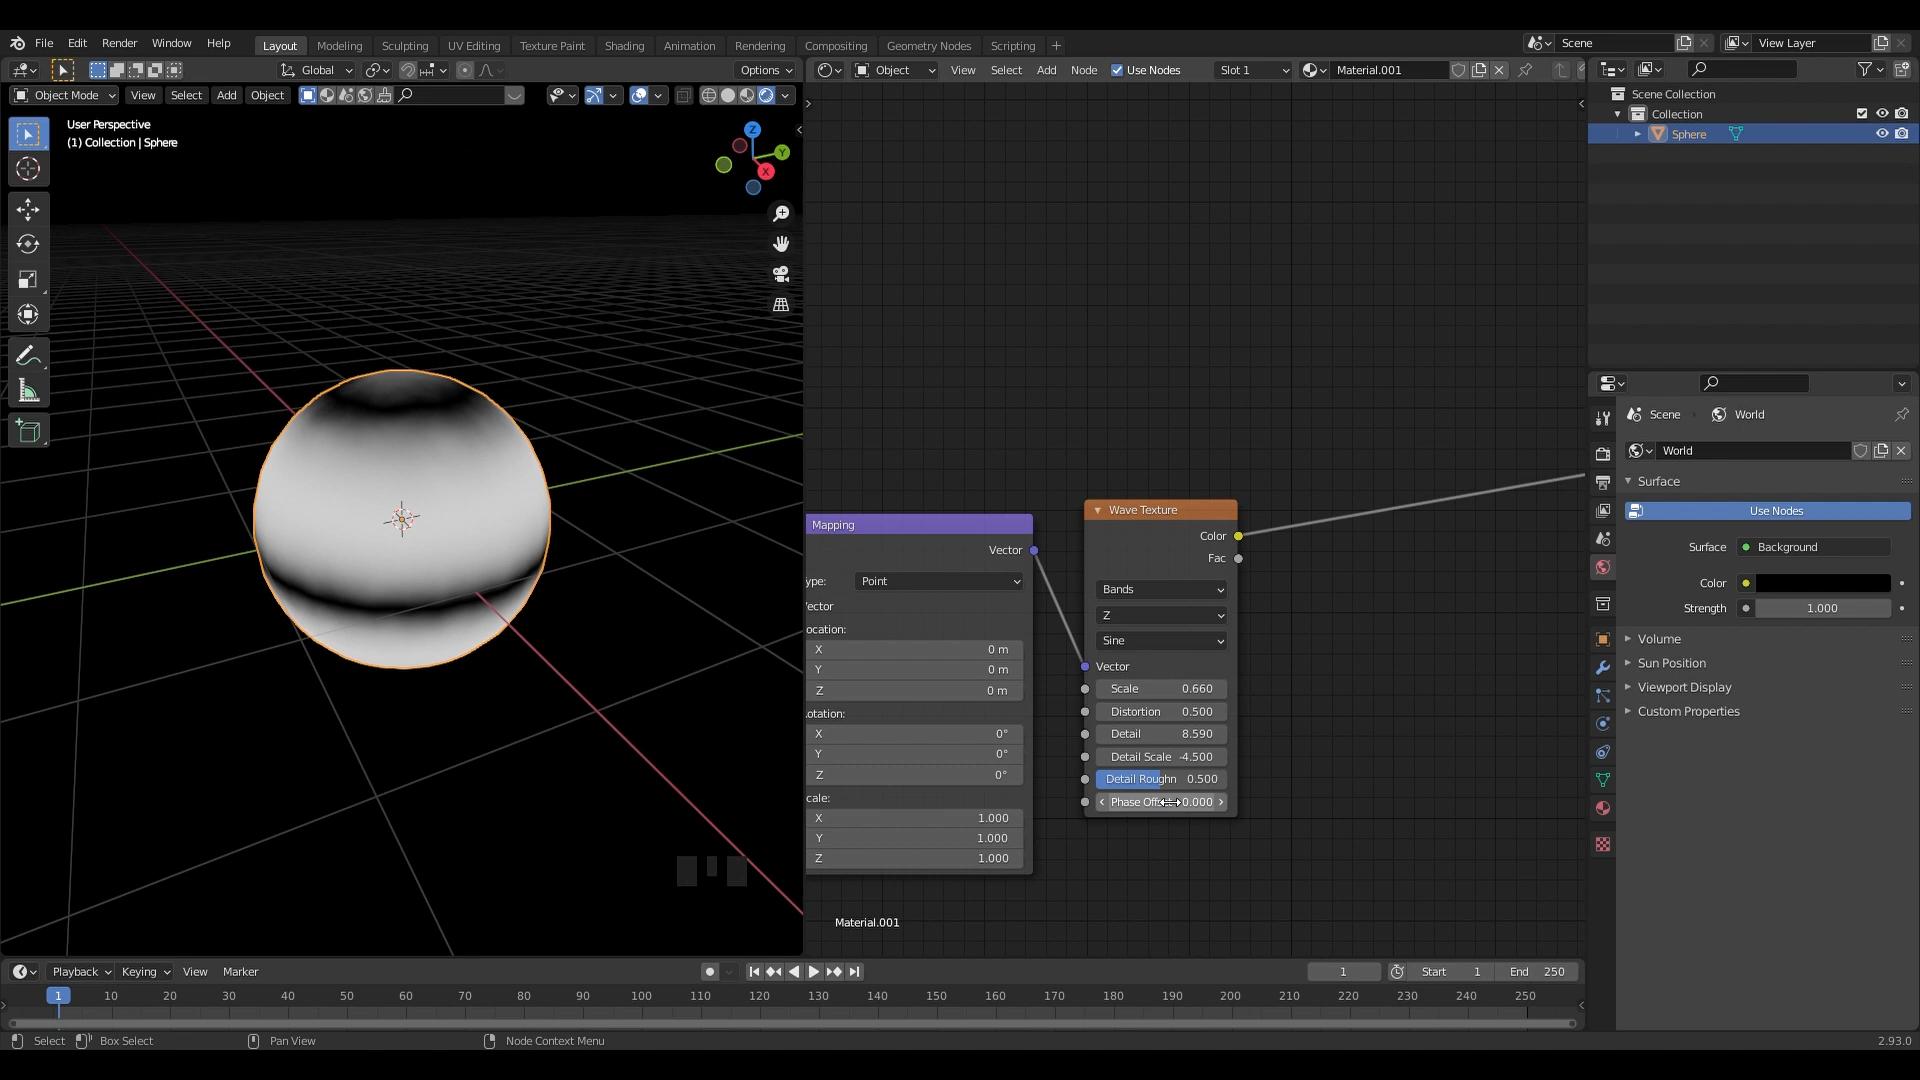 File Edit Render Window Help Layout Modeling Sculpting UV Editing Texture Paint Shading Animation Rendering Compositing Geometry Nodes Scripting + Scene View Layer
Global Options Object View Select Add Node Use Nodes Slot 1 Material.001
Object Mode View Select Add Object
User Perspective
(1) Collection | Sphere
Z
Y
X
Scene Collection
Collection
Sphere
Mapping
Vector
ype: Point
ector
ocation:
X 0 m
Y 0 m
Z 0 m
otation:
X 0°
Y 0°
Z 0°
cale:
X 1.000
Y 1.000
Z 1.000
Wave Texture
Color
Fac
Bands
Z
Sine
Vector
Scale 0.660
Distortion 0.500
Detail 8.590
Detail Scale -4.500
Detail Roughn 0.500
Phase Offs 0.000
Material.001
Scene World
World
Surface
Use Nodes
Surface Background
Color
Strength 1.000
Volume
Sun Position
Viewport Display
Custom Properties
Playback Keying View Marker 1 Start 1 End 250
1 10 20 30 40 50 60 70 80 90 100 110 120 130 140 150 160 170 180 190 200 210 220 230 240 250
Select Box Select Pan View Node Context Menu 2.93.0